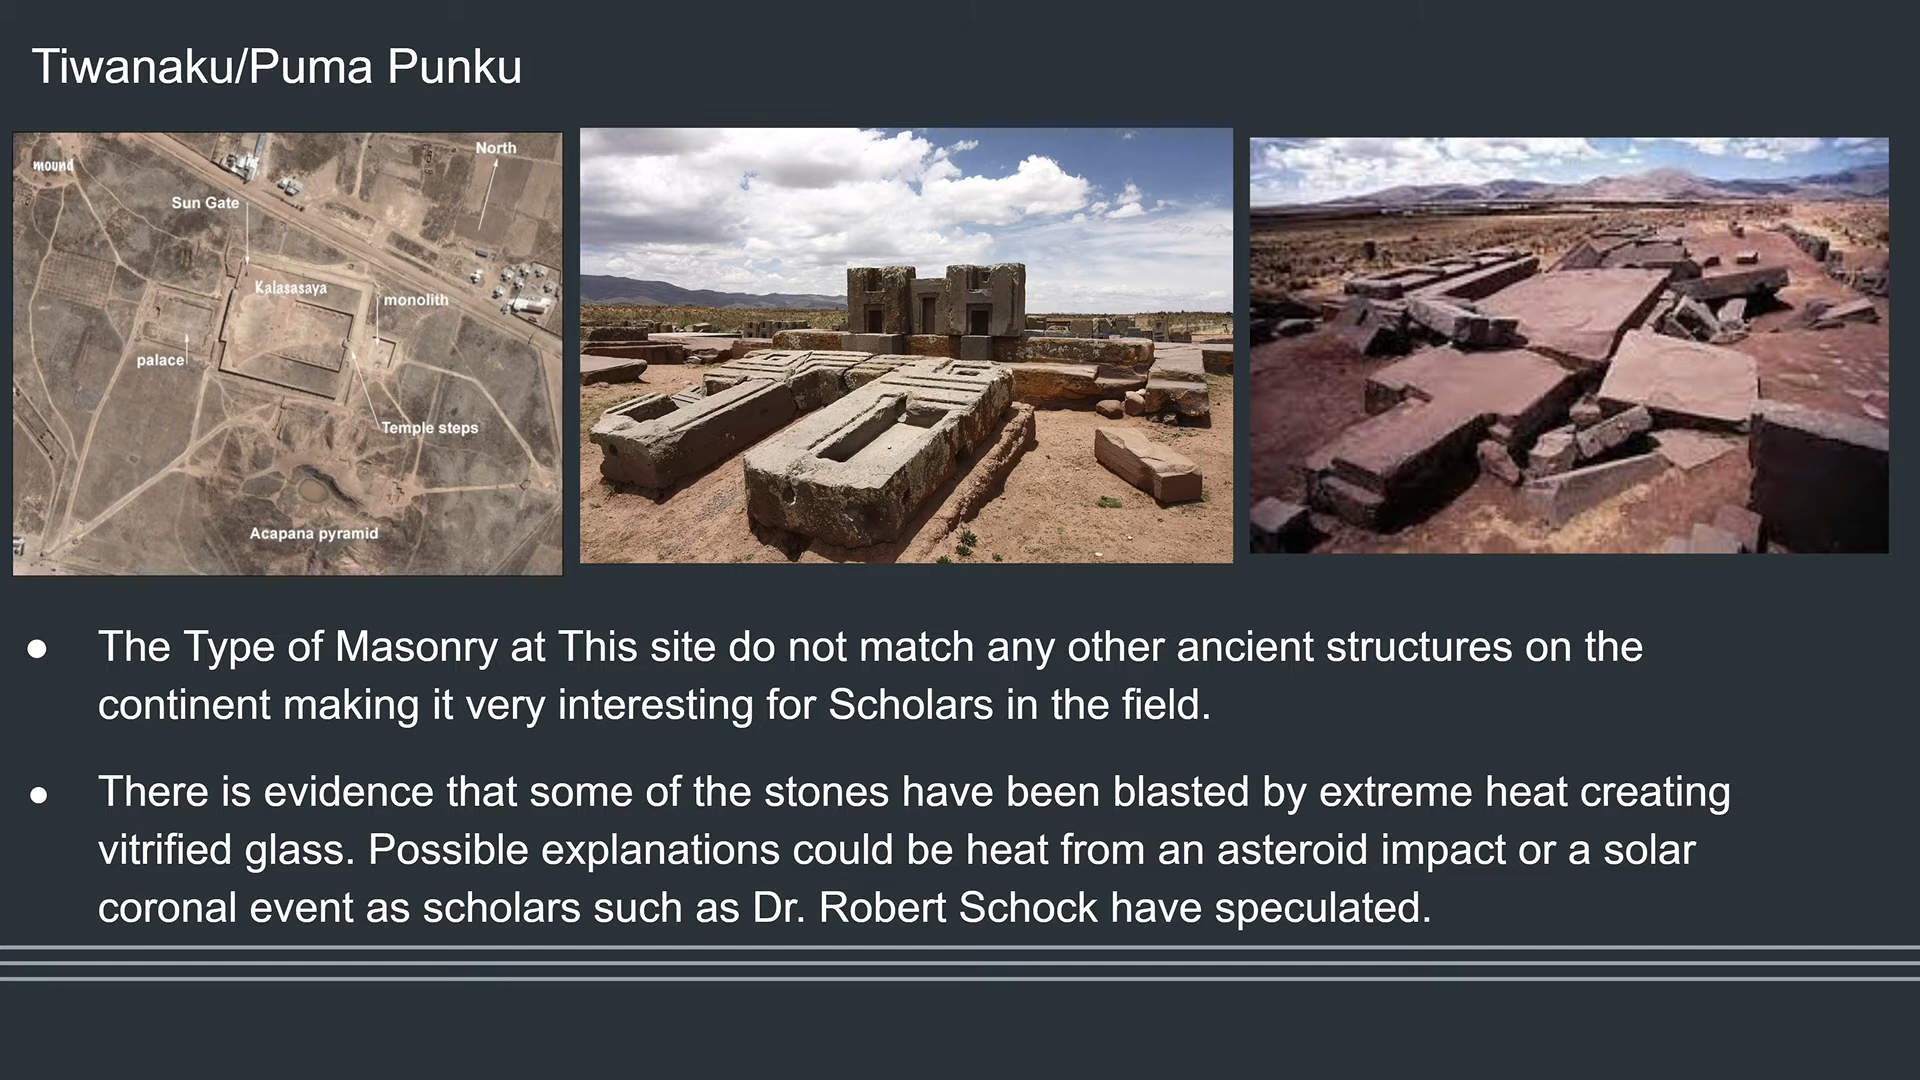 Tiwanaku/Puma Punku
mound
North
Sun Gate
Kalasasaya
monolith
palace
Temple steps
Acapana pyramid
● The Type of Masonry at This site do not match any other ancient structures on the
continent making it very interesting for Scholars in the field.
● There is evidence that some of the stones have been blasted by extreme heat creating
vitrified glass. Possible explanations could be heat from an asteroid impact or a solar
coronal event as scholars such as Dr. Robert Schock have speculated.